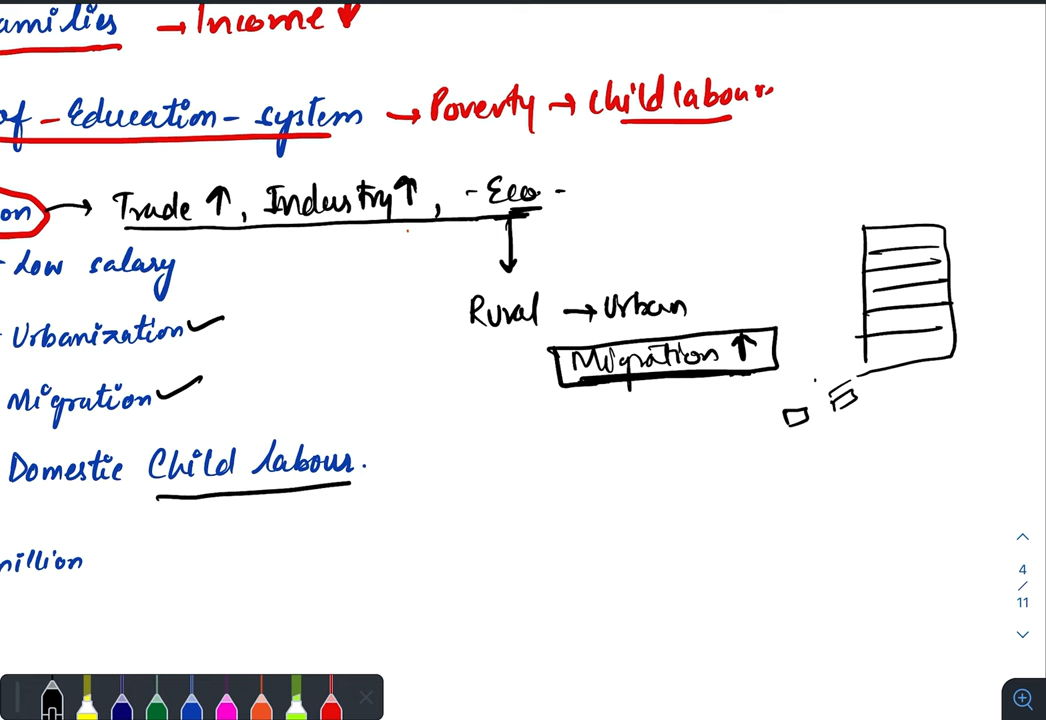 amilies → Income ↓
of - Education - system → Poverty → child labour
on → Trade ↑, Industry ↑, - Eco -
- Low salary
Rural → Urban
- Urbanization ✓
Migration ↑
- Migration ✓
Domestic Child labour.
million
4
/
11